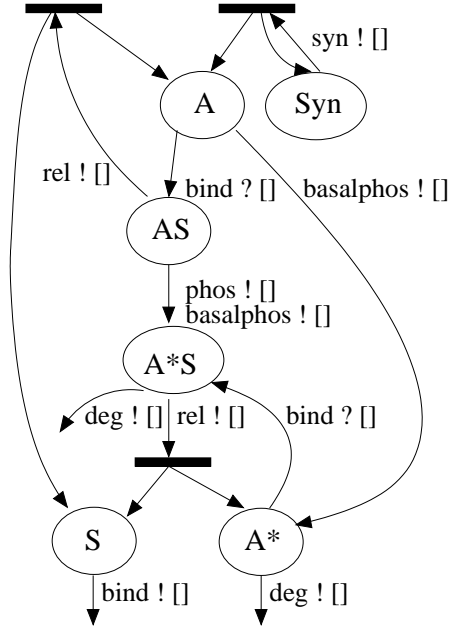 syn ! []
A
Syn
rel ! []
bind ? []
basalphos ! []
AS
phos ! []
basalphos ! []
A*S
deg ! []
rel ! []
bind ? []
S
A*
bind ! []
deg ! []